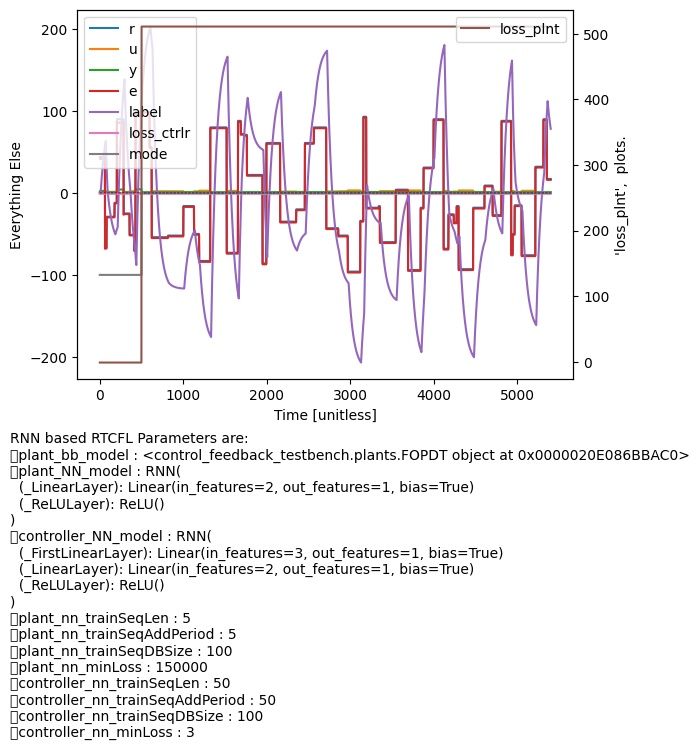 200
100
0
−100
−200
Everything Else
r
u
y
e
label
loss_ctrlr
mode
loss_plnt
500
400
300
200
100
0
'loss_plnt', plots.
0 1000 2000 3000 4000 5000
Time [unitless]
RNN based RTCFL Parameters are:
plant_bb_model : <control_feedback_testbench.plants.FOPDT object at 0x0000020E086BBAC0>
plant_NN_model : RNN(
(_LinearLayer): Linear(in_features=2, out_features=1, bias=True)
(_ReLULayer): ReLU()
)
controller_NN_model : RNN(
(_FirstLinearLayer): Linear(in_features=3, out_features=1, bias=True)
(_LinearLayer): Linear(in_features=2, out_features=1, bias=True)
(_ReLULayer): ReLU()
)
plant_nn_trainSeqLen : 5
plant_nn_trainSeqAddPeriod : 5
plant_nn_trainSeqDBSize : 100
plant_nn_minLoss : 150000
controller_nn_trainSeqLen : 50
controller_nn_trainSeqAddPeriod : 50
controller_nn_trainSeqDBSize : 100
controller_nn_minLoss : 3